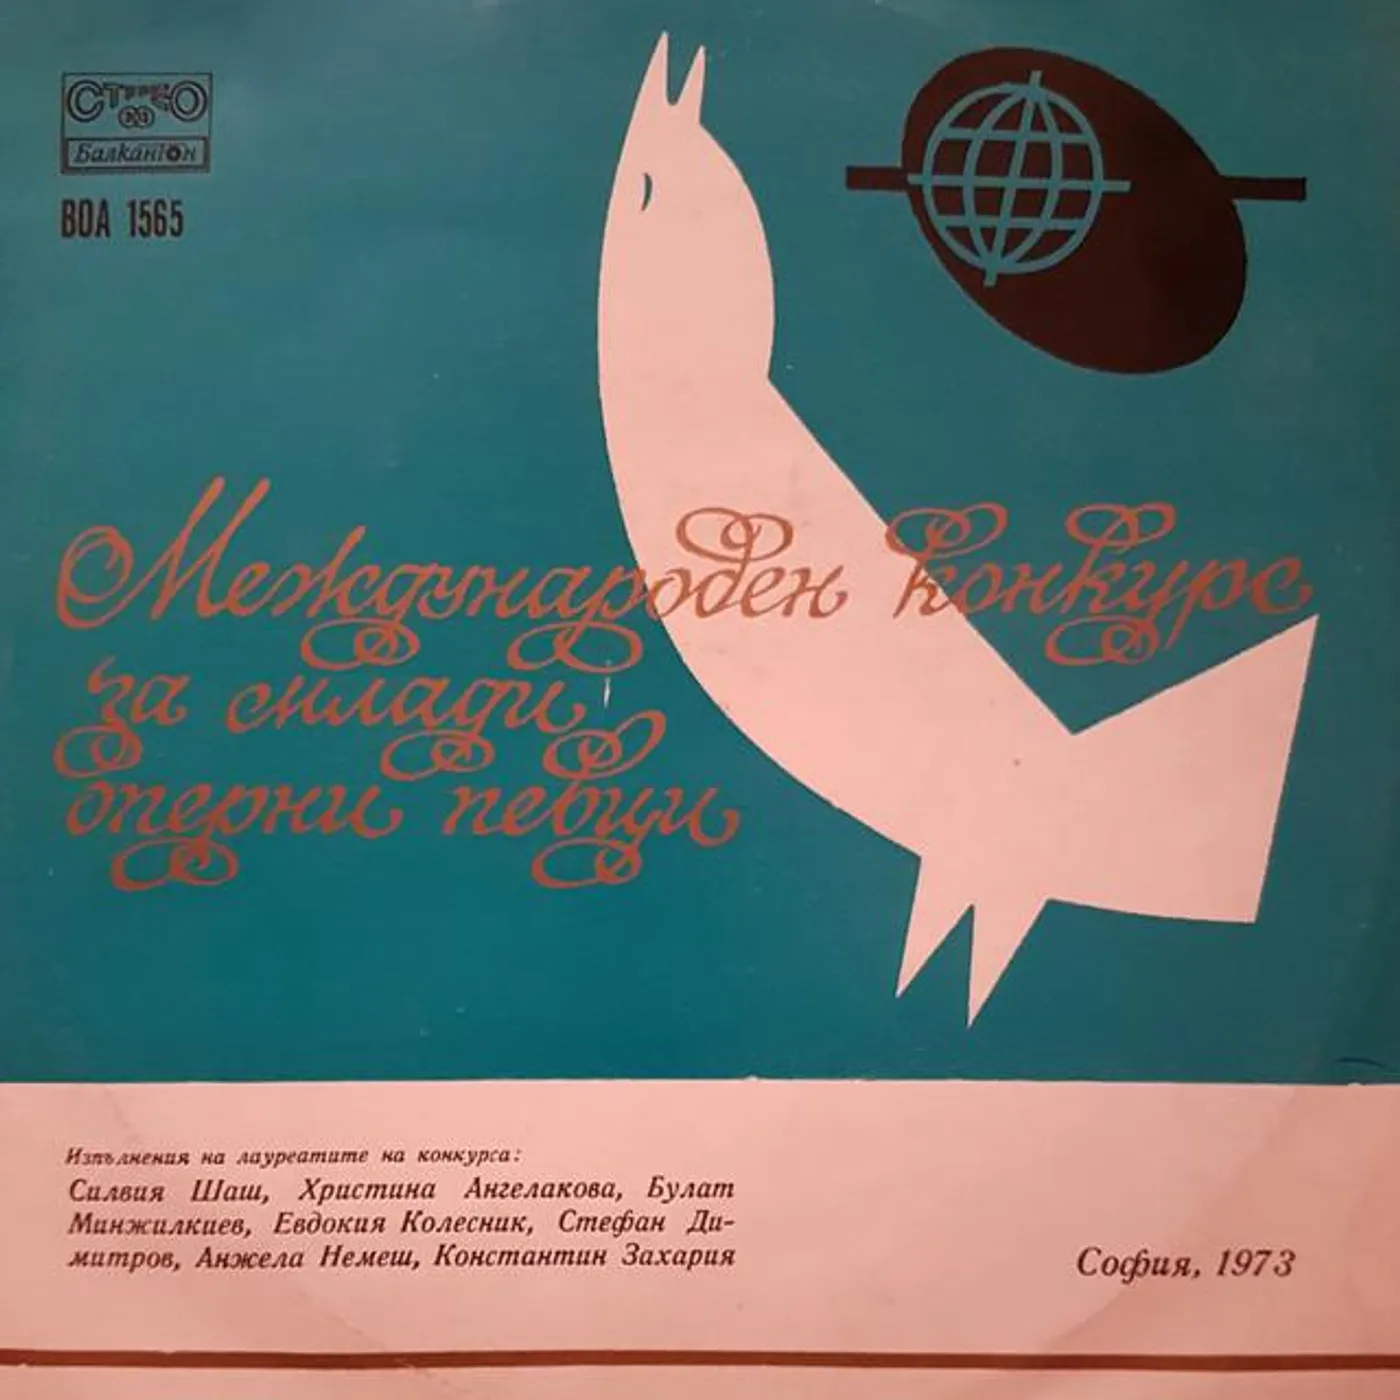 СТЕРЕО
Балкантон
ВОА 1565
Международен конкурс
за млади
оперни певци
Изпълнения на лауреатите на конкурса:
Силвия Шаш, Христина Ангелакова, Булат
Минжилкиев, Евдокия Колесник, Стефан Ди-
митров, Анжела Немеш, Константин Захария
София, 1973